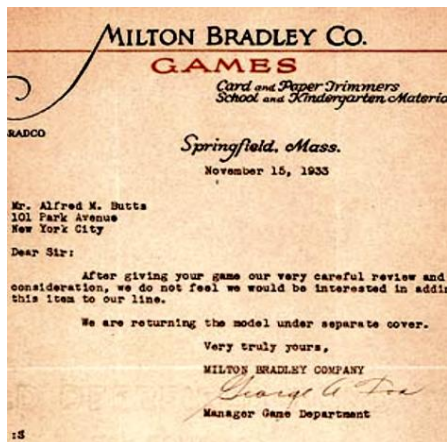 MILTON BRADLEY CO.
GAMES
Card and Paper Trimmers
School and Kindergarten Materia
BRADCO
Springfield, Mass.
November 15, 1933
Mr. Alfred M. Butts
101 Park Avenue
New York City
Dear Sir:
After giving your game our very careful review and
consideration, we do not feel we would be interested in addi
this item to our line.
We are returning the model under separate cover.
Very truly yours,
MILTON BRADLEY COMPANY
George A Fox
Manager Game Department
:S